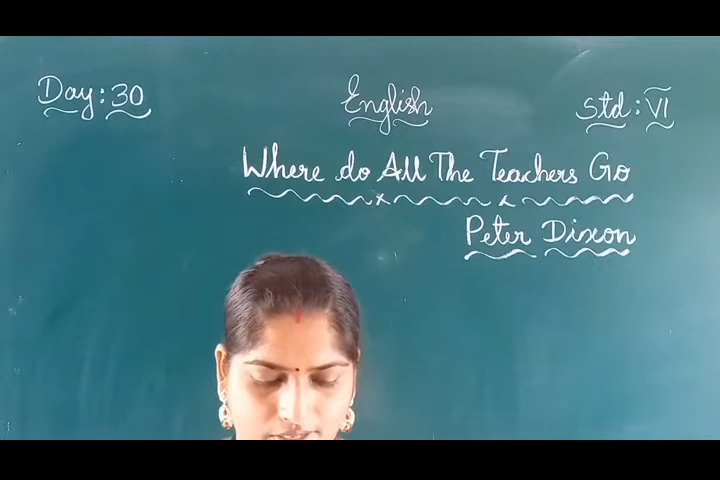 Day: 30 English Std: VI
Where do All The Teachers Go
Peter Dixon